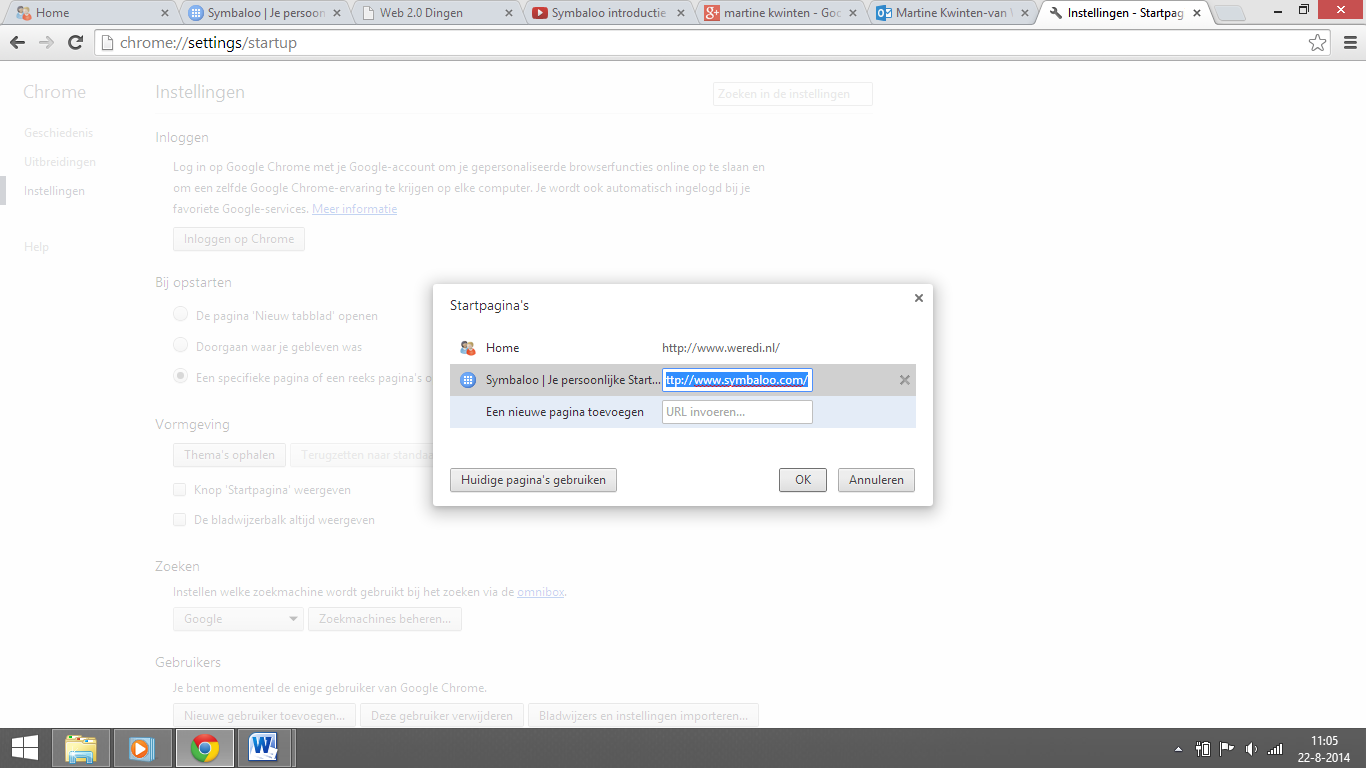 Home
Symbaloo | Je persoon
Web 2.0 Dingen
Symbaloo introductie
martine kwinten - Goo
Martine Kwinten-van
Instellingen - Startpag
chrome://settings/startup
Chrome
Instellingen
Zoeken in de instellingen
Geschiedenis
Uitbreidingen
Instellingen
Help
Inloggen
Log in op Google Chrome met je Google-account om je gepersonaliseerde browserfuncties online op te slaan en
om een zelfde Google Chrome-ervaring te krijgen op elke computer. Je wordt ook automatisch ingelogd bij je
favoriete Google-services. Meer informatie
Inloggen op Chrome
Bij opstarten
De pagina 'Nieuw tabblad' openen
Doorgaan waar je gebleven was
Een specifieke pagina of een reeks pagina's o
Vormgeving
Thema's ophalen
Terugzetten naar standaa
Knop 'Startpagina' weergeven
De bladwijzerbalk altijd weergeven
Zoeken
Instellen welke zoekmachine wordt gebruikt bij het zoeken via de omnibox.
Google
Zoekmachines beheren...
Gebruikers
Je bent momenteel de enige gebruiker van Google Chrome.
Nieuwe gebruiker toevoegen...
Deze gebruiker verwijderen
Bladwijzers en instellingen importeren...
Startpagina's
Home
http://www.weredi.nl/
Symbaloo | Je persoonlijke Start...
ttp://www.symbaloo.com/
Een nieuwe pagina toevoegen
URL invoeren...
Huidige pagina's gebruiken
OK
Annuleren
11:05
22-8-2014